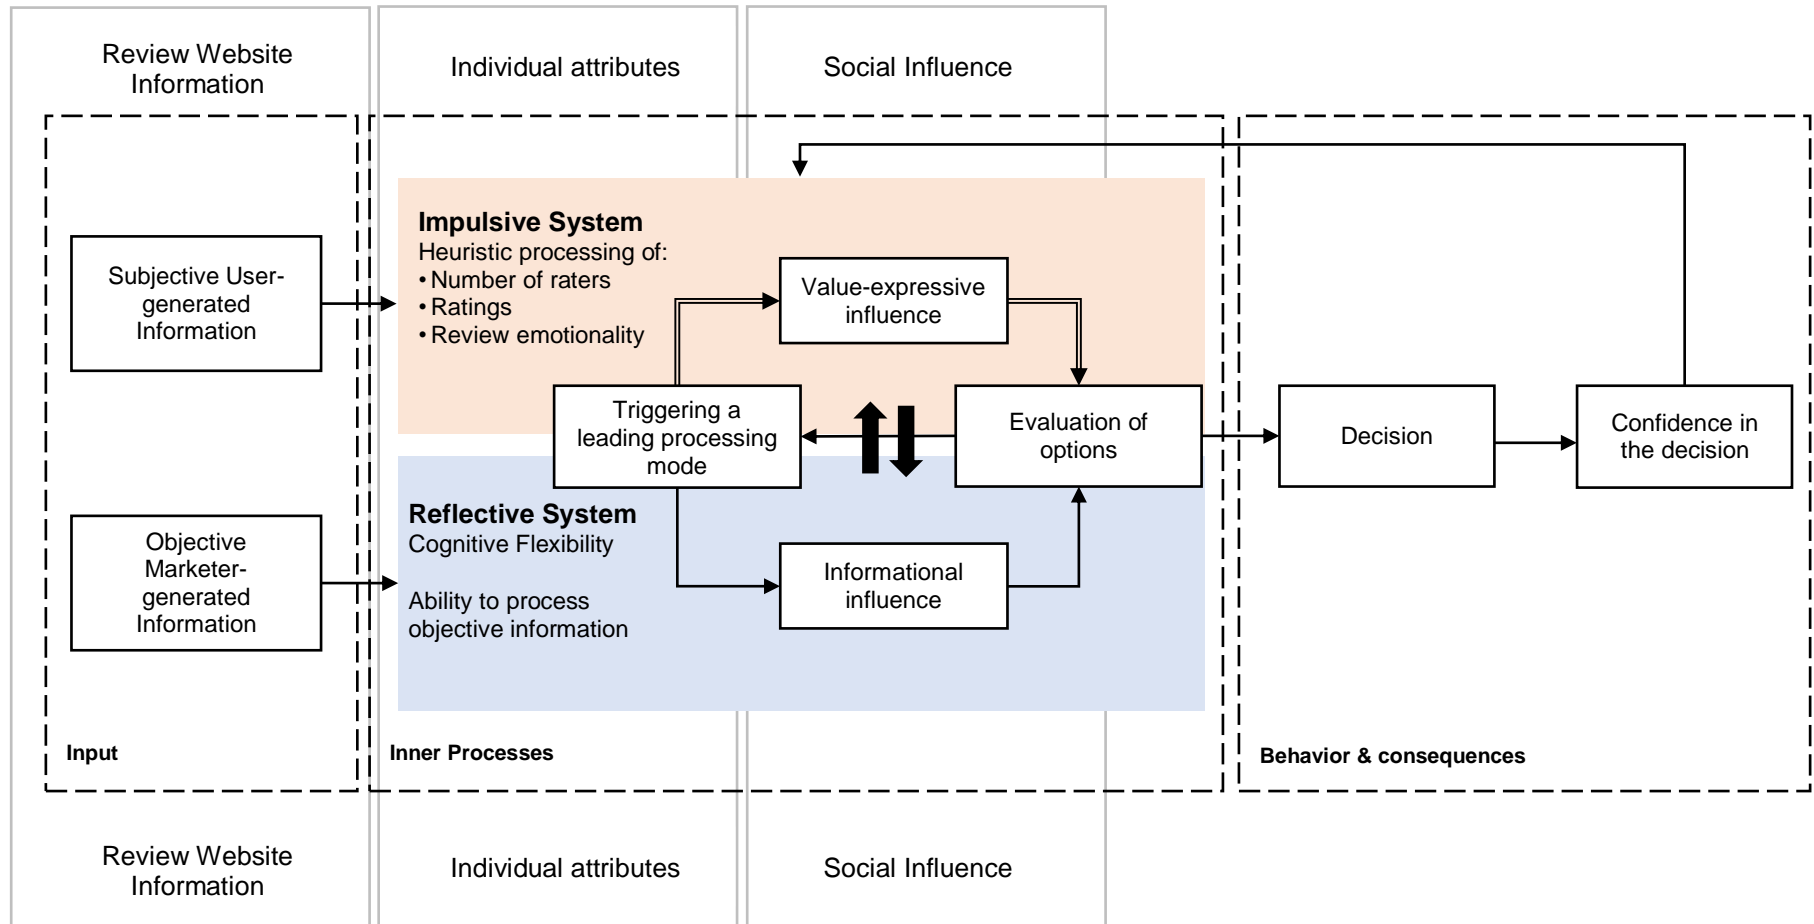 Review Website
Information
Individual attributes
Social Influence
Impulsive System
Heuristic processing of:
• Number of raters
• Ratings
• Review emotionality
Subjective User-
generated
Information
Value-expressive
influence
Triggering a
leading processing
mode
Evaluation of
options
Decision
Confidence in
the decision
Reflective System
Cognitive Flexibility
Ability to process
objective information
Objective
Marketer-
generated
Information
Informational
influence
Input
Inner Processes
Behavior & consequences
Review Website
Information
Individual attributes
Social Influence